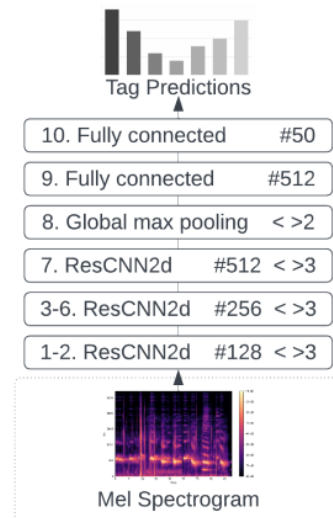 Tag Predictions
10. Fully connected #50
9. Fully connected #512
8. Global max pooling < >2
7. ResCNN2d #512 < >3
3-6. ResCNN2d #256 < >3
1-2. ResCNN2d #128 < >3
Mel Spectrogram